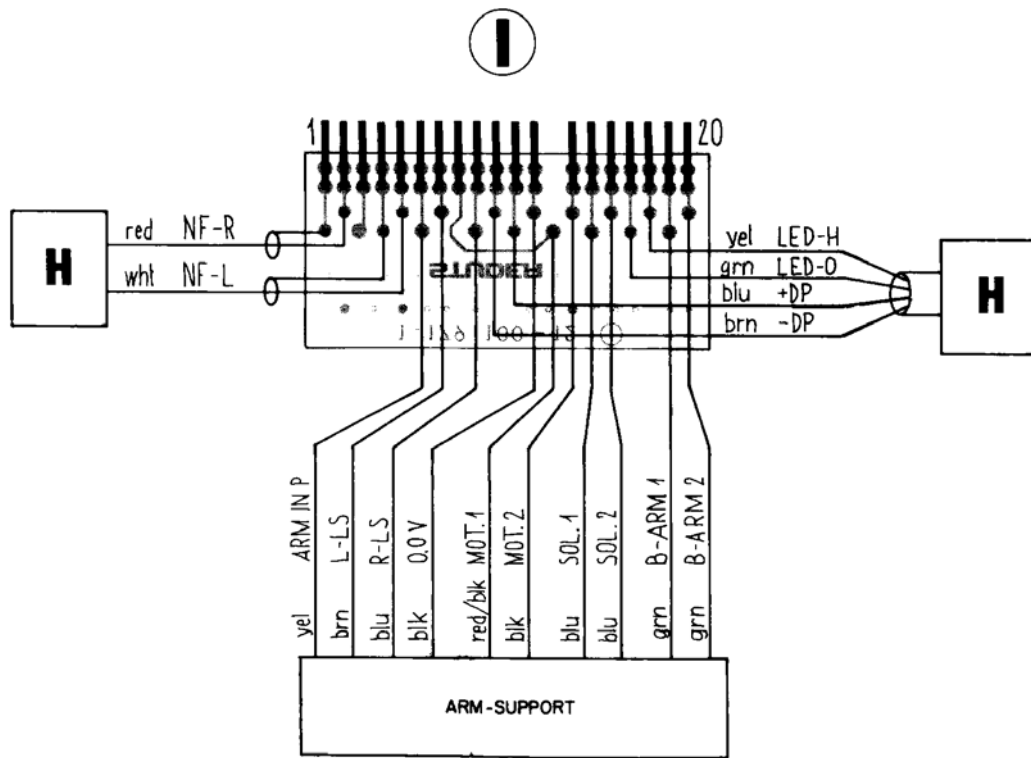 I
1 20
red NF-R
wht NF-L
H
yel LED-H
grn LED-O
blu +DP
brn -DP
H
STUDER
yel ARM IN P
brn L-LS
blu R-LS
blk 0.0 V
red/blk MOT. 1
blk MOT. 2
blu SOL. 1
blu SOL. 2
grn B-ARM 1
grn B-ARM 2
ARM-SUPPORT